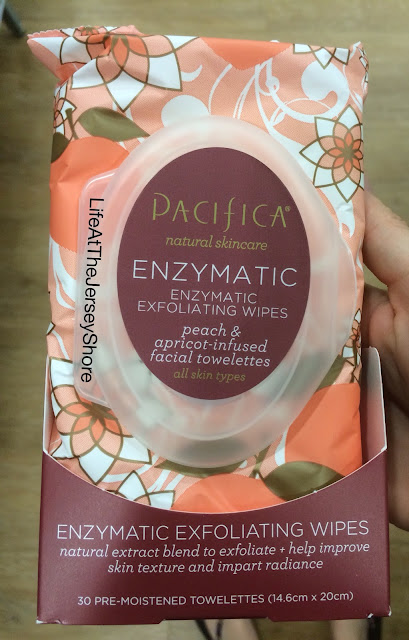 PACIFICA®
natural skincare
ENZYMATIC
ENZYMATIC
EXFOLIATING WIPES
peach &
apricot-infused
facial towelettes
all skin types
LifeAtTheJerseyShore
ENZYMATIC EXFOLIATING WIPES
natural extract blend to exfoliate + help improve
skin texture and impart radiance
30 PRE-MOISTENED TOWELETTES (14.6cm x 20cm)